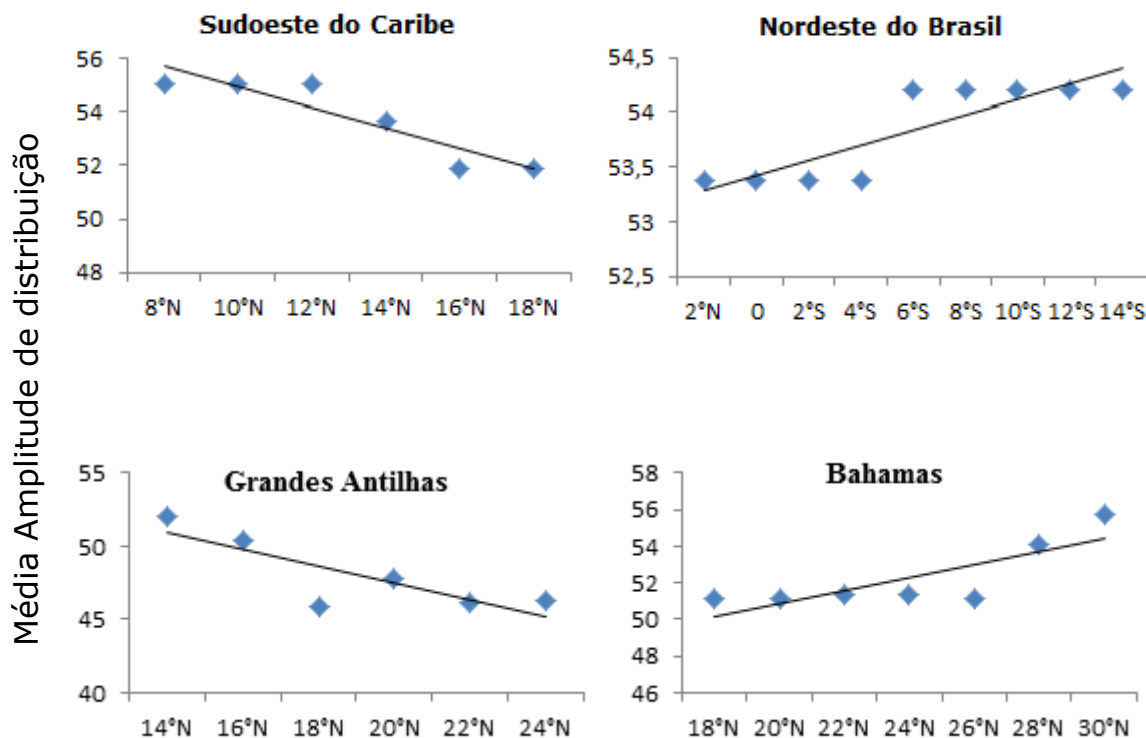 Média Amplitude de distribuição
Sudoeste do Caribe
56
54
52
50
48
8°N 10°N 12°N 14°N 16°N 18°N
Nordeste do Brasil
54,5
54
53,5
53
52,5
2°N 0 2°S 4°S 6°S 8°S 10°S 12°S 14°S
Grandes Antilhas
55
50
45
40
14°N 16°N 18°N 20°N 22°N 24°N
Bahamas
58
56
54
52
50
48
46
18°N 20°N 22°N 24°N 26°N 28°N 30°N